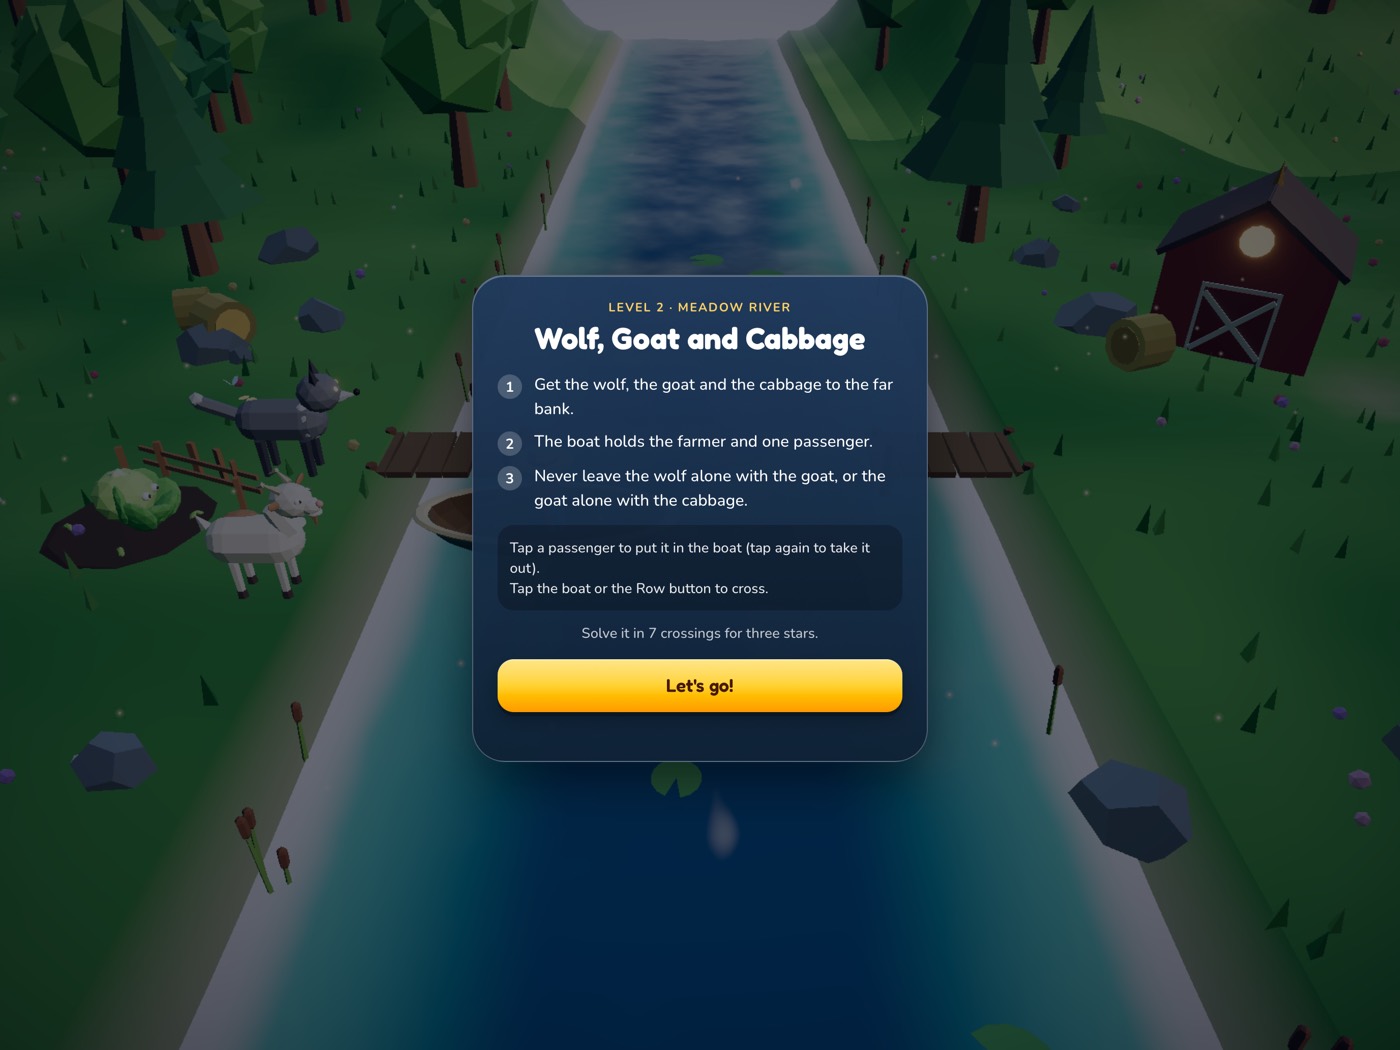 LEVEL 2 · MEADOW RIVER
Wolf, Goat and Cabbage
1 Get the wolf, the goat and the cabbage to the far
bank.
2 The boat holds the farmer and one passenger.
3 Never leave the wolf alone with the goat, or the
goat alone with the cabbage.
Tap a passenger to put it in the boat (tap again to take it
out).
Tap the boat or the Row button to cross.
Solve it in 7 crossings for three stars.
Let's go!